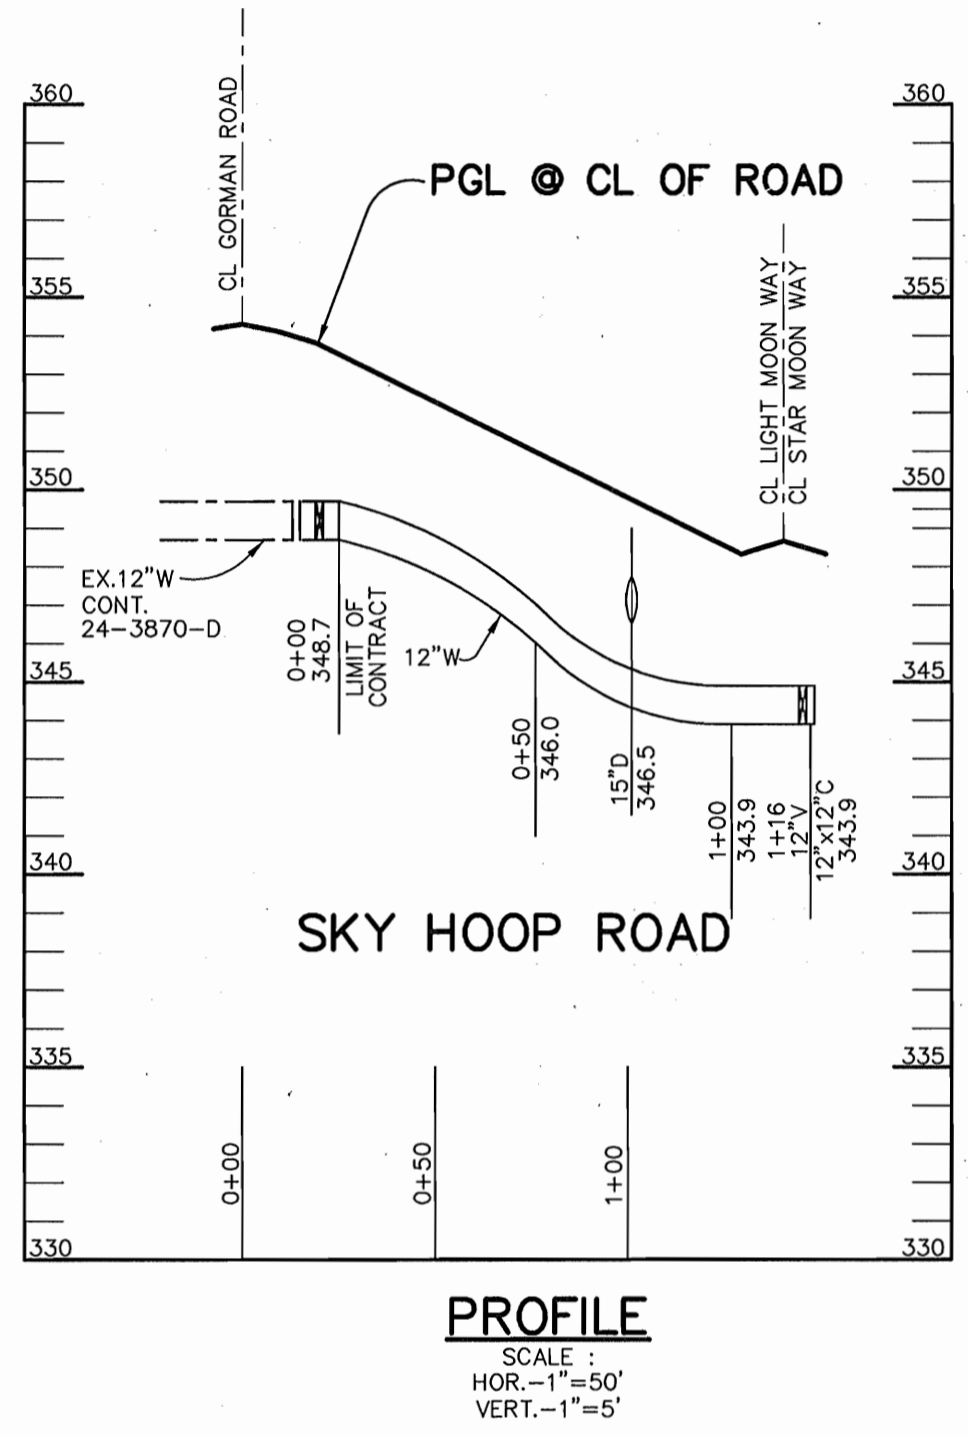 360
360
CL GORMAN ROAD
PGL @ CL OF ROAD
355
355
CL LIGHT MOON WAY
CL STAR MOON WAY
350
350
EX.12"W
CONT.
24-3870-D
0+00
348.7
LIMIT OF
CONTRACT
12"W
345
345
0+50
346.0
15"D
346.5
1+00
343.9
1+16
12"V
12"x12"C
343.9
340
340
SKY HOOP ROAD
335
335
0+00
0+50
1+00
330
330
PROFILE
SCALE :
HOR.-1"=50'
VERT.-1"=5'